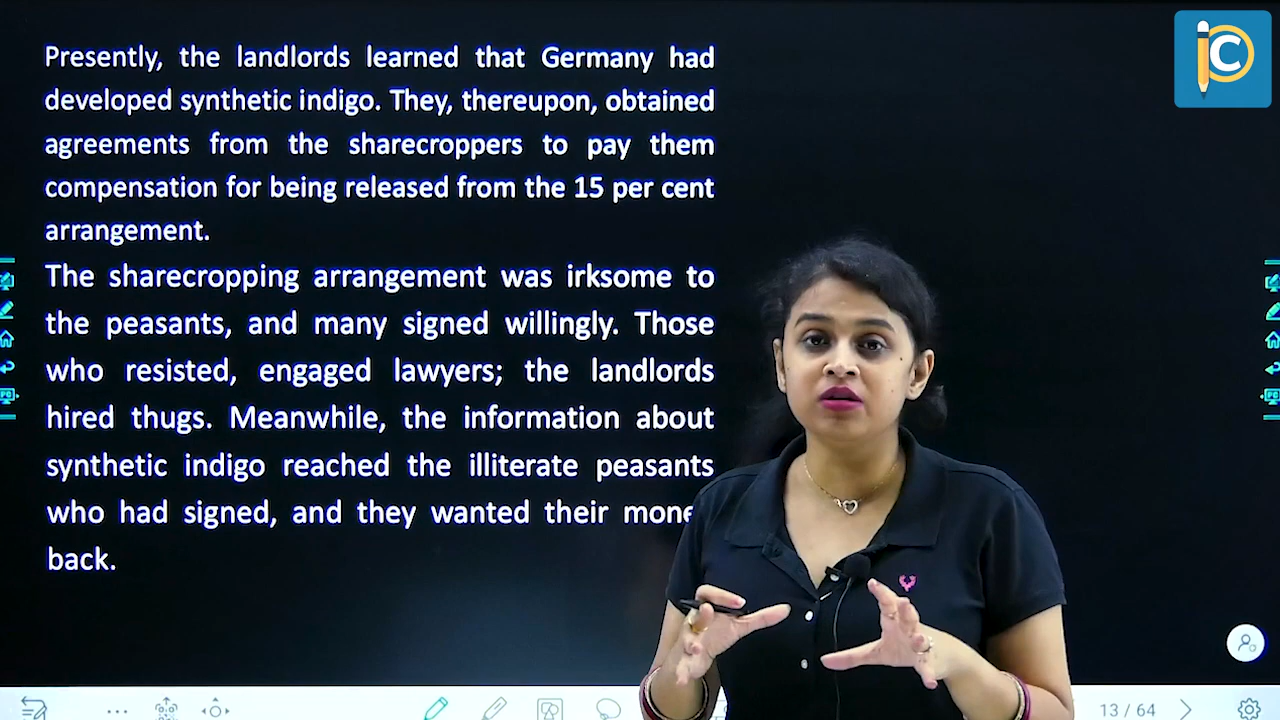 Presently, the landlords learned that Germany had
developed synthetic indigo. They, thereupon, obtained
agreements from the sharecroppers to pay them
compensation for being released from the 15 per cent
arrangement.
The sharecropping arrangement was irksome to
the peasants, and many signed willingly. Those
who resisted, engaged lawyers; the landlords
hired thugs. Meanwhile, the information about
synthetic indigo reached the illiterate peasants
who had signed, and they wanted their money
back.
PC
PC
13 / 64